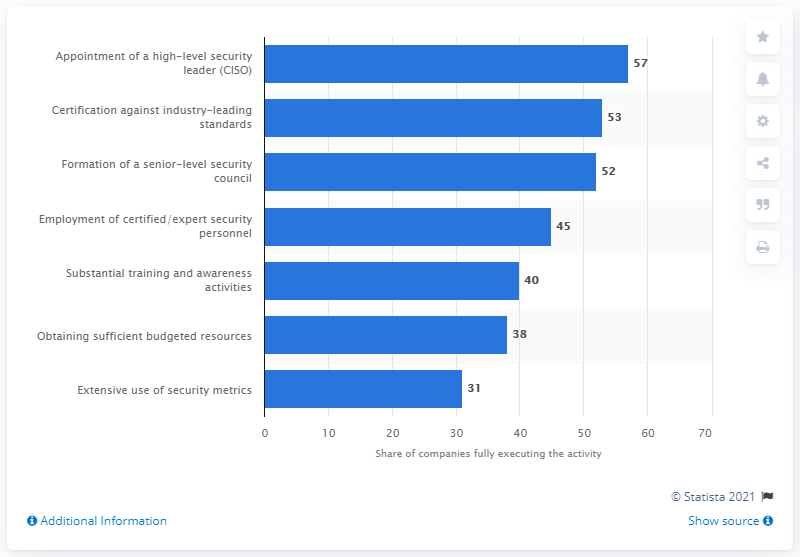 Appointment of a high-level security
leader (CISO)
57
Certification against industry-leading
standards
53
Formation of a senior-level security
council
52
Employment of certified/expert security
personnel
45
Substantial training and awareness
activities
40
Obtaining sufficient budgeted resources
38
Extensive use of security metrics
31
0 10 20 30 40 50 60 70
Share of companies fully executing the activity
© Statista 2021
Additional Information
Show source